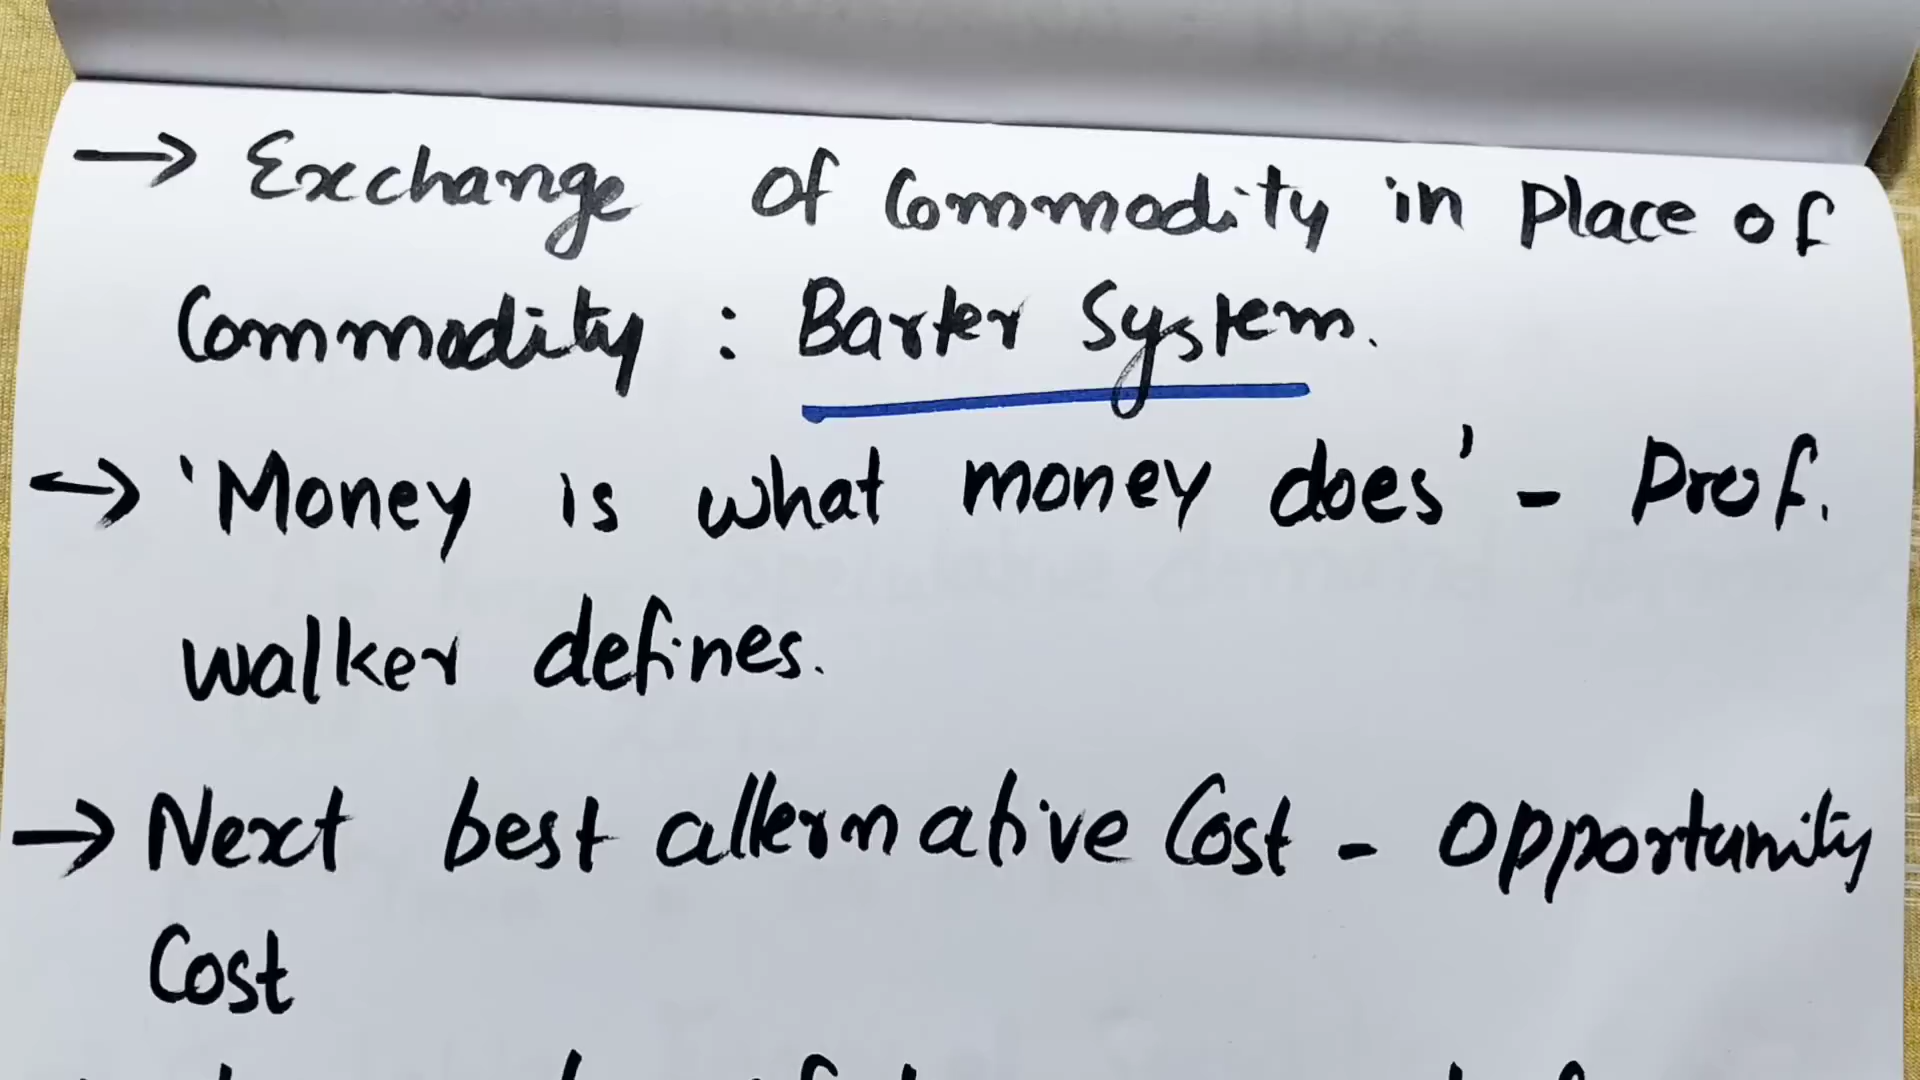 → Exchange of Commodity in Place of
Commodity : Barter System.
→ 'Money is what money does' - Prof.
walker defines.
→ Next best alternative Cost - Opportunity
Cost